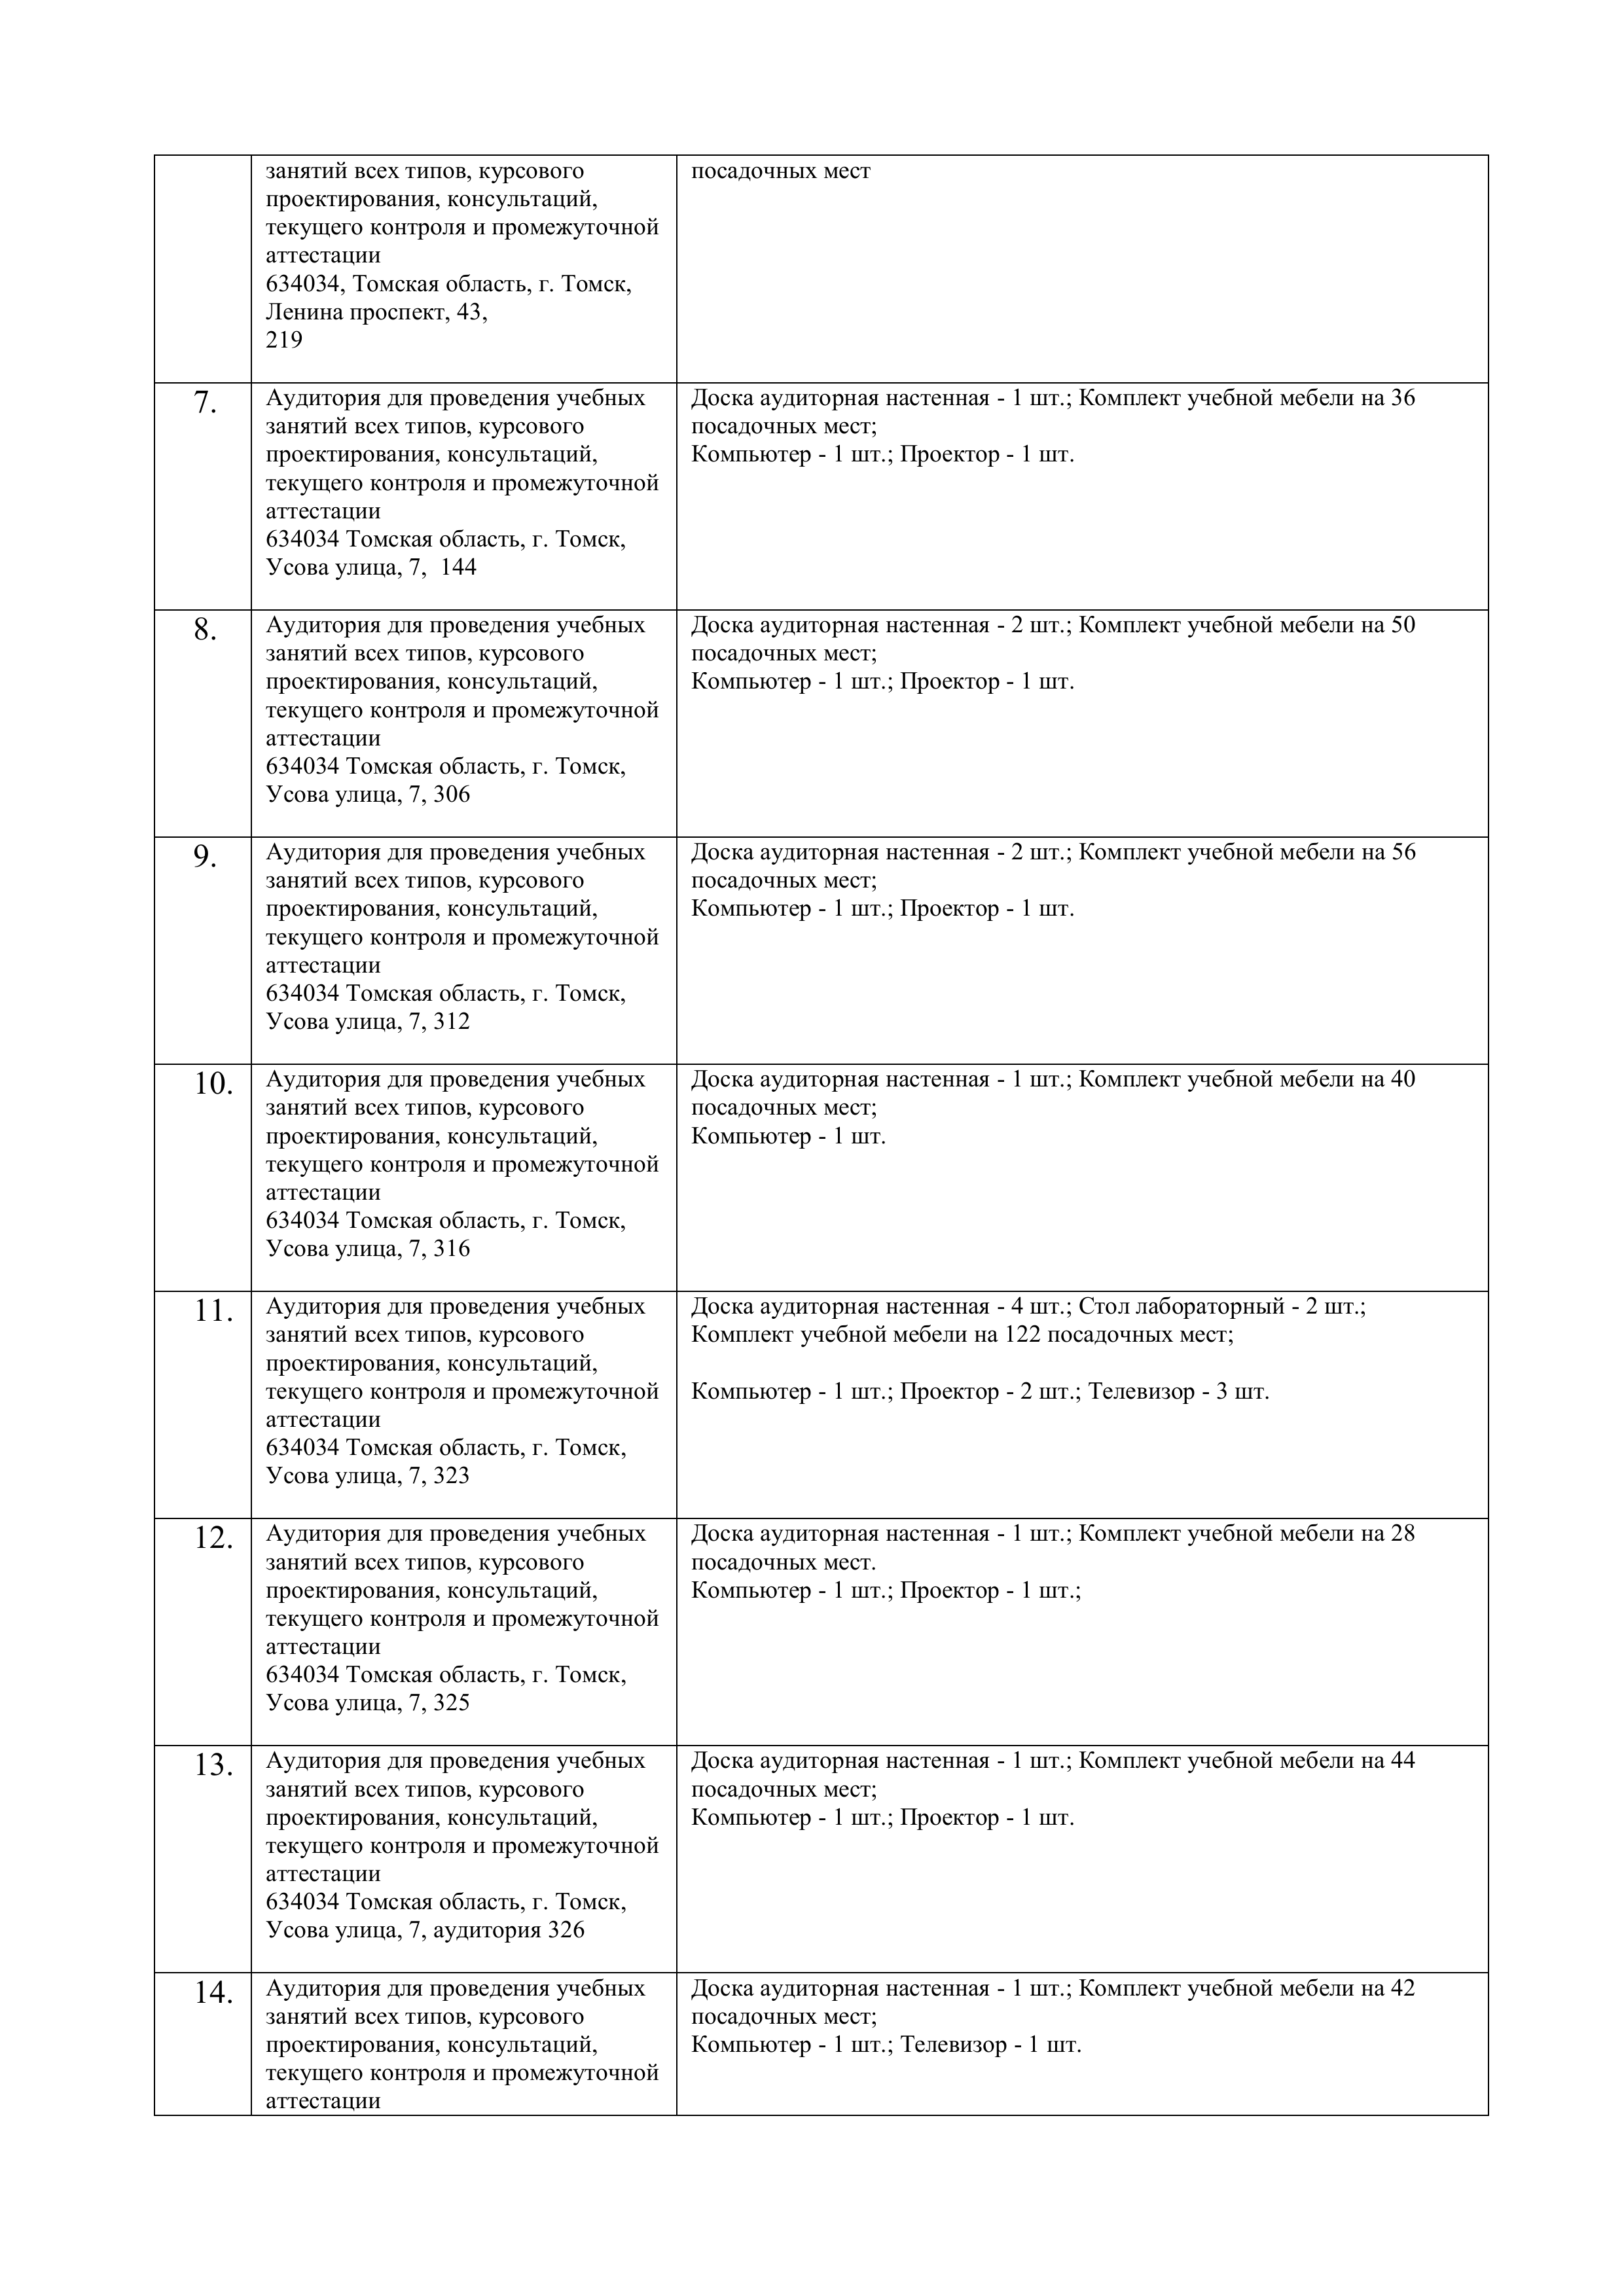 занятий всех типов, курсового
проектирования, консультаций,
текущего контроля и промежуточной
аттестации
634034, Томская область, г. Томск,
Ленина проспект, 43,
219
посадочных мест
7.
Аудитория для проведения учебных
занятий всех типов, курсового
проектирования, консультаций,
текущего контроля и промежуточной
аттестации
634034 Томская область, г. Томск,
Усова улица, 7,  144
Доска аудиторная настенная - 1 шт.; Комплект учебной мебели на 36
посадочных мест;
Компьютер - 1 шт.; Проектор - 1 шт.
8.
Аудитория для проведения учебных
занятий всех типов, курсового
проектирования, консультаций,
текущего контроля и промежуточной
аттестации
634034 Томская область, г. Томск,
Усова улица, 7, 306
Доска аудиторная настенная - 2 шт.; Комплект учебной мебели на 50
посадочных мест;
Компьютер - 1 шт.; Проектор - 1 шт.
9.
Аудитория для проведения учебных
занятий всех типов, курсового
проектирования, консультаций,
текущего контроля и промежуточной
аттестации
634034 Томская область, г. Томск,
Усова улица, 7, 312
Доска аудиторная настенная - 2 шт.; Комплект учебной мебели на 56
посадочных мест;
Компьютер - 1 шт.; Проектор - 1 шт.
10.
Аудитория для проведения учебных
занятий всех типов, курсового
проектирования, консультаций,
текущего контроля и промежуточной
аттестации
634034 Томская область, г. Томск,
Усова улица, 7, 316
Доска аудиторная настенная - 1 шт.; Комплект учебной мебели на 40
посадочных мест;
Компьютер - 1 шт.
11.
Аудитория для проведения учебных
занятий всех типов, курсового
проектирования, консультаций,
текущего контроля и промежуточной
аттестации
634034 Томская область, г. Томск,
Усова улица, 7, 323
Доска аудиторная настенная - 4 шт.; Стол лабораторный - 2 шт.;
Комплект учебной мебели на 122 посадочных мест;
Компьютер - 1 шт.; Проектор - 2 шт.; Телевизор - 3 шт.
12.
Аудитория для проведения учебных
занятий всех типов, курсового
проектирования, консультаций,
текущего контроля и промежуточной
аттестации
634034 Томская область, г. Томск,
Усова улица, 7, 325
Доска аудиторная настенная - 1 шт.; Комплект учебной мебели на 28
посадочных мест.
Компьютер - 1 шт.; Проектор - 1 шт.;
13.
Аудитория для проведения учебных
занятий всех типов, курсового
проектирования, консультаций,
текущего контроля и промежуточной
аттестации
634034 Томская область, г. Томск,
Усова улица, 7, аудитория 326
Доска аудиторная настенная - 1 шт.; Комплект учебной мебели на 44
посадочных мест;
Компьютер - 1 шт.; Проектор - 1 шт.
14.
Аудитория для проведения учебных
занятий всех типов, курсового
проектирования, консультаций,
текущего контроля и промежуточной
аттестации
Доска аудиторная настенная - 1 шт.; Комплект учебной мебели на 42
посадочных мест;
Компьютер - 1 шт.; Телевизор - 1 шт.